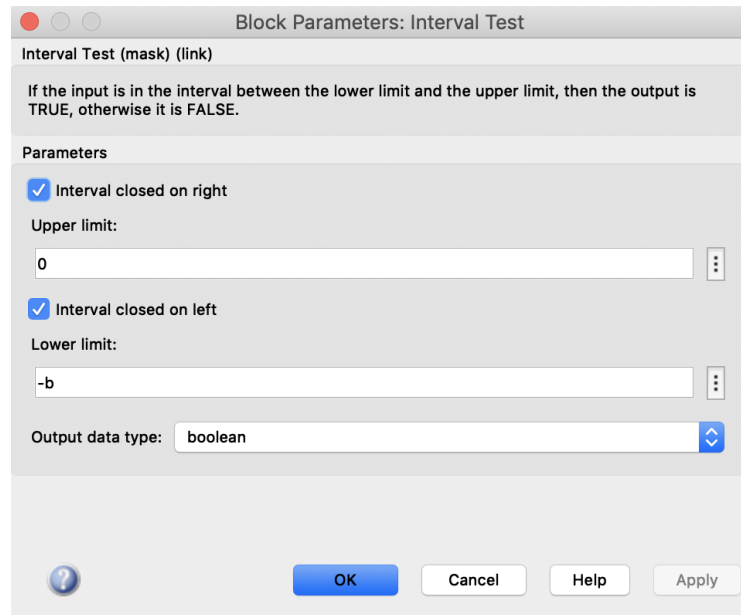 Block Parameters: Interval Test
Interval Test (mask) (link)
If the input is in the interval between the lower limit and the upper limit, then the output is
TRUE, otherwise it is FALSE.
Parameters
Interval closed on right
Upper limit:
0
Interval closed on left
Lower limit:
-b
Output data type: boolean
? OK Cancel Help Apply